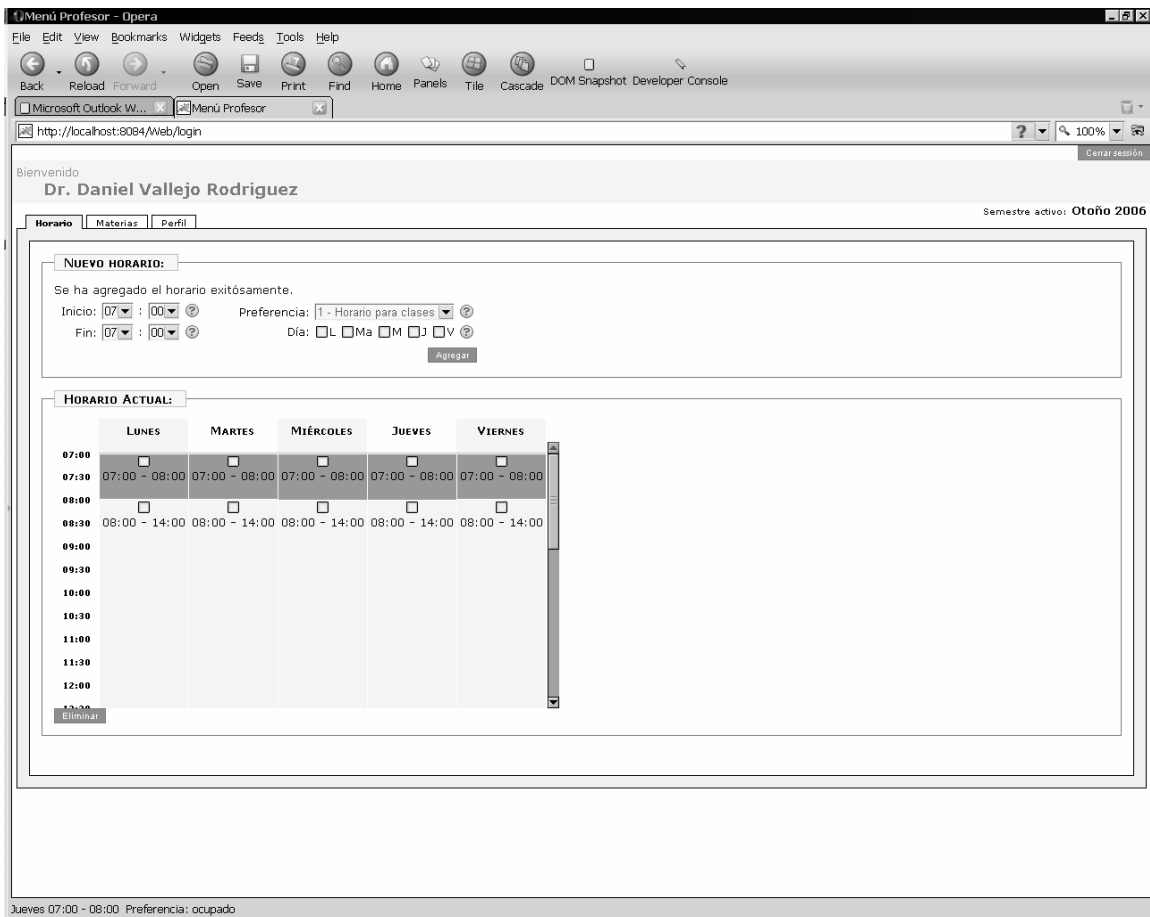 Menú Profesor - Opera
File Edit View Bookmarks Widgets Feeds Tools Help
Back Reload Forward Open Save Print Find Home Panels Tile Cascade DOM Snapshot Developer Console
Microsoft Outlook W... Menú Profesor
http://localhost:8084/Web/login ? 100%
Cerrar sesión
Bienvenido
Dr. Daniel Vallejo Rodriguez
Semestre activo: Otoño 2006
Horario Materias Perfil
NUEVO HORARIO:
Se ha agregado el horario exitósamente.
Inicio: 07 : 00 ? Preferencia: 1 - Horario para clases ?
Fin: 07 : 00 ? Día: L Ma M J V ?
Agregar
HORARIO ACTUAL:
LUNES MARTES MIÉRCOLES JUEVES VIERNES
07:00
07:30 07:00 - 08:00 07:00 - 08:00 07:00 - 08:00 07:00 - 08:00 07:00 - 08:00
08:00
08:30 08:00 - 14:00 08:00 - 14:00 08:00 - 14:00 08:00 - 14:00 08:00 - 14:00
09:00
09:30
10:00
10:30
11:00
11:30
12:00
Eliminar
Jueves 07:00 - 08:00 Preferencia: ocupado